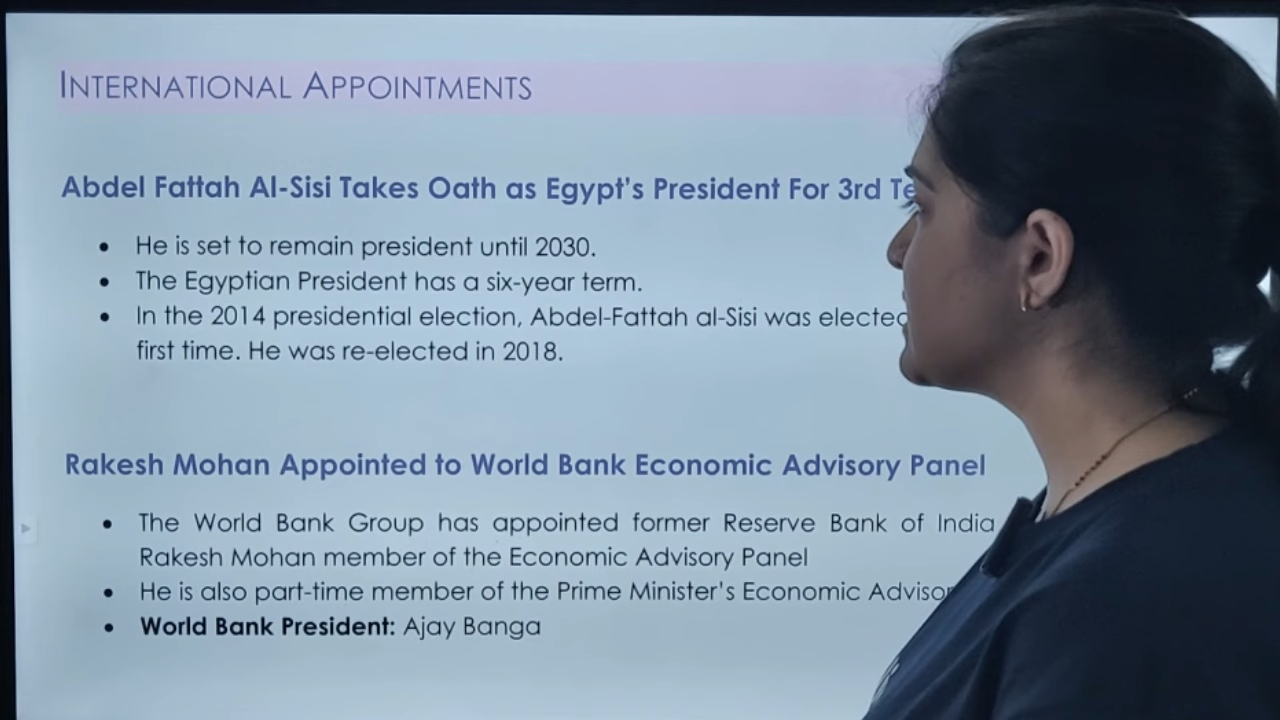 INTERNATIONAL APPOINTMENTS
Abdel Fattah Al-Sisi Takes Oath as Egypt's President For 3rd
He is set to remain president until 2030.
The Egyptian President has a six-year term.
In the 2014 presidential election, Abdel-Fattah al-Sisi was
first time. He was re-elected in 2018.
Rakesh Mohan Appointed to World Bank Economic Advisory Panel
The World Bank Group has appointed former Reserve Bank of India
Rakesh Mohan member of the Economic Advisory Panel
He is also part-time member of the Prime Minister's Economic
World Bank President: Ajay Banga